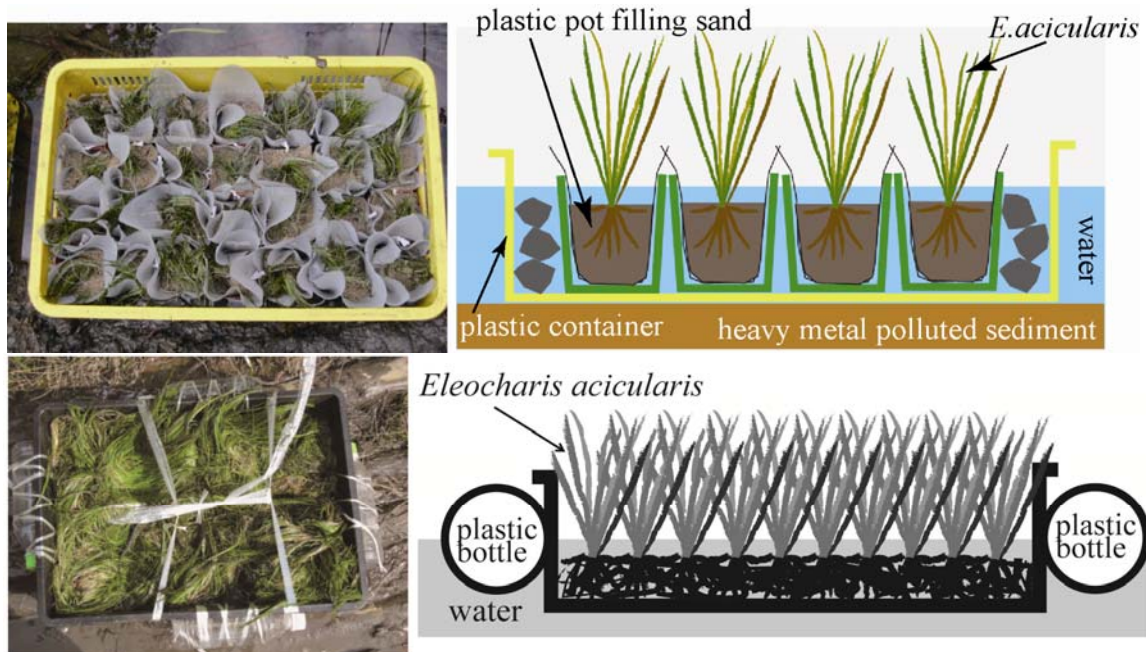 plastic pot filling sand
E.acicularis
water
plastic container
heavy metal polluted sediment
Eleocharis acicularis
plastic
bottle
plastic
bottle
water